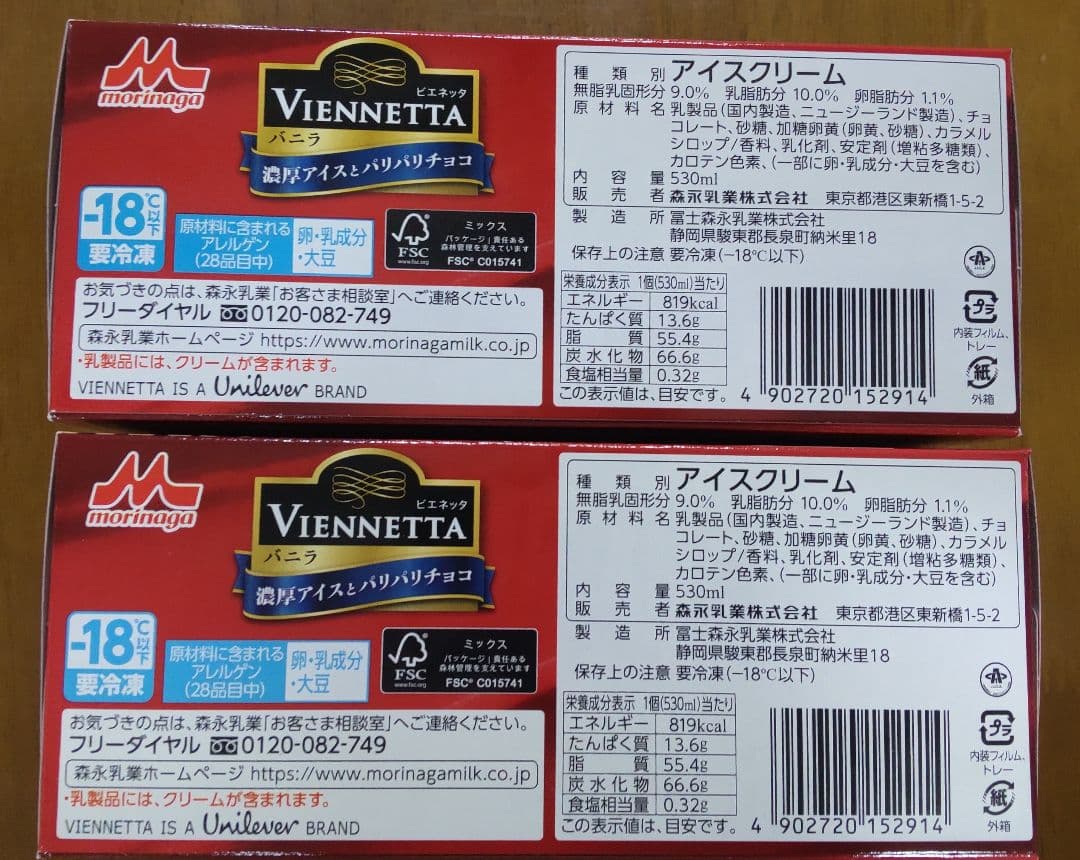 morinaga
VIENNETTA
ビエネッタ
バニラ
濃厚アイスとパリパリチョコ
-18℃以下
要冷凍
原材料に含まれる
アレルゲン
(28品目中)
卵・乳成分
・大豆
FSC
www.fsc.org
ミックス
パッケージ|責任ある
森林管理を支えています
FSC® C015741
お気づきの点は、森永乳業「お客さま相談室」へご連絡ください。
フリーダイヤル 0120-082-749
森永乳業ホームページ https://www.morinagamilk.co.jp
・乳製品には、クリームが含まれます。
VIENNETTA IS A Unilever BRAND
種類別 アイスクリーム
無脂乳固形分 9.0% 乳脂肪分 10.0% 卵脂肪分 1.1%
原材料名 乳製品(国内製造、ニュージーランド製造)、チョ
コレート、砂糖、加糖卵黄(卵黄、砂糖)、カラメル
シロップ/香料、乳化剤、安定剤(増粘多糖類)、
カロテン色素、(一部に卵・乳成分・大豆を含む)
内容量 530ml
販売者 森永乳業株式会社 東京都港区東新橋1-5-2
製造所 冨士森永乳業株式会社
静岡県駿東郡長泉町納米里18
保存上の注意 要冷凍(−18℃以下)
栄養成分表示 1個(530ml)当たり
エネルギー 819kcal
たんぱく質 13.6g
脂質 55.4g
炭水化物 66.6g
食塩相当量 0.32g
この表示値は、目安です。
4 902720 152914
プラ
内装フィルム、
トレー
紙
外箱
morinaga
VIENNETTA
ビエネッタ
バニラ
濃厚アイスとパリパリチョコ
-18℃以下
要冷凍
原材料に含まれる
アレルゲン
(28品目中)
卵・乳成分
・大豆
FSC
www.fsc.org
ミックス
パッケージ|責任ある
森林管理を支えています
FSC® C015741
お気づきの点は、森永乳業「お客さま相談室」へご連絡ください。
フリーダイヤル 0120-082-749
森永乳業ホームページ https://www.morinagamilk.co.jp
・乳製品には、クリームが含まれます。
VIENNETTA IS A Unilever BRAND
種類別 アイスクリーム
無脂乳固形分 9.0% 乳脂肪分 10.0% 卵脂肪分 1.1%
原材料名 乳製品(国内製造、ニュージーランド製造)、チョ
コレート、砂糖、加糖卵黄(卵黄、砂糖)、カラメル
シロップ/香料、乳化剤、安定剤(増粘多糖類)、
カロテン色素、(一部に卵・乳成分・大豆を含む)
内容量 530ml
販売者 森永乳業株式会社 東京都港区東新橋1-5-2
製造所 冨士森永乳業株式会社
静岡県駿東郡長泉町納米里18
保存上の注意 要冷凍(−18℃以下)
栄養成分表示 1個(530ml)当たり
エネルギー 819kcal
たんぱく質 13.6g
脂質 55.4g
炭水化物 66.6g
食塩相当量 0.32g
この表示値は、目安です。
4 902720 152914
プラ
内装フィルム、
トレー
紙
外箱